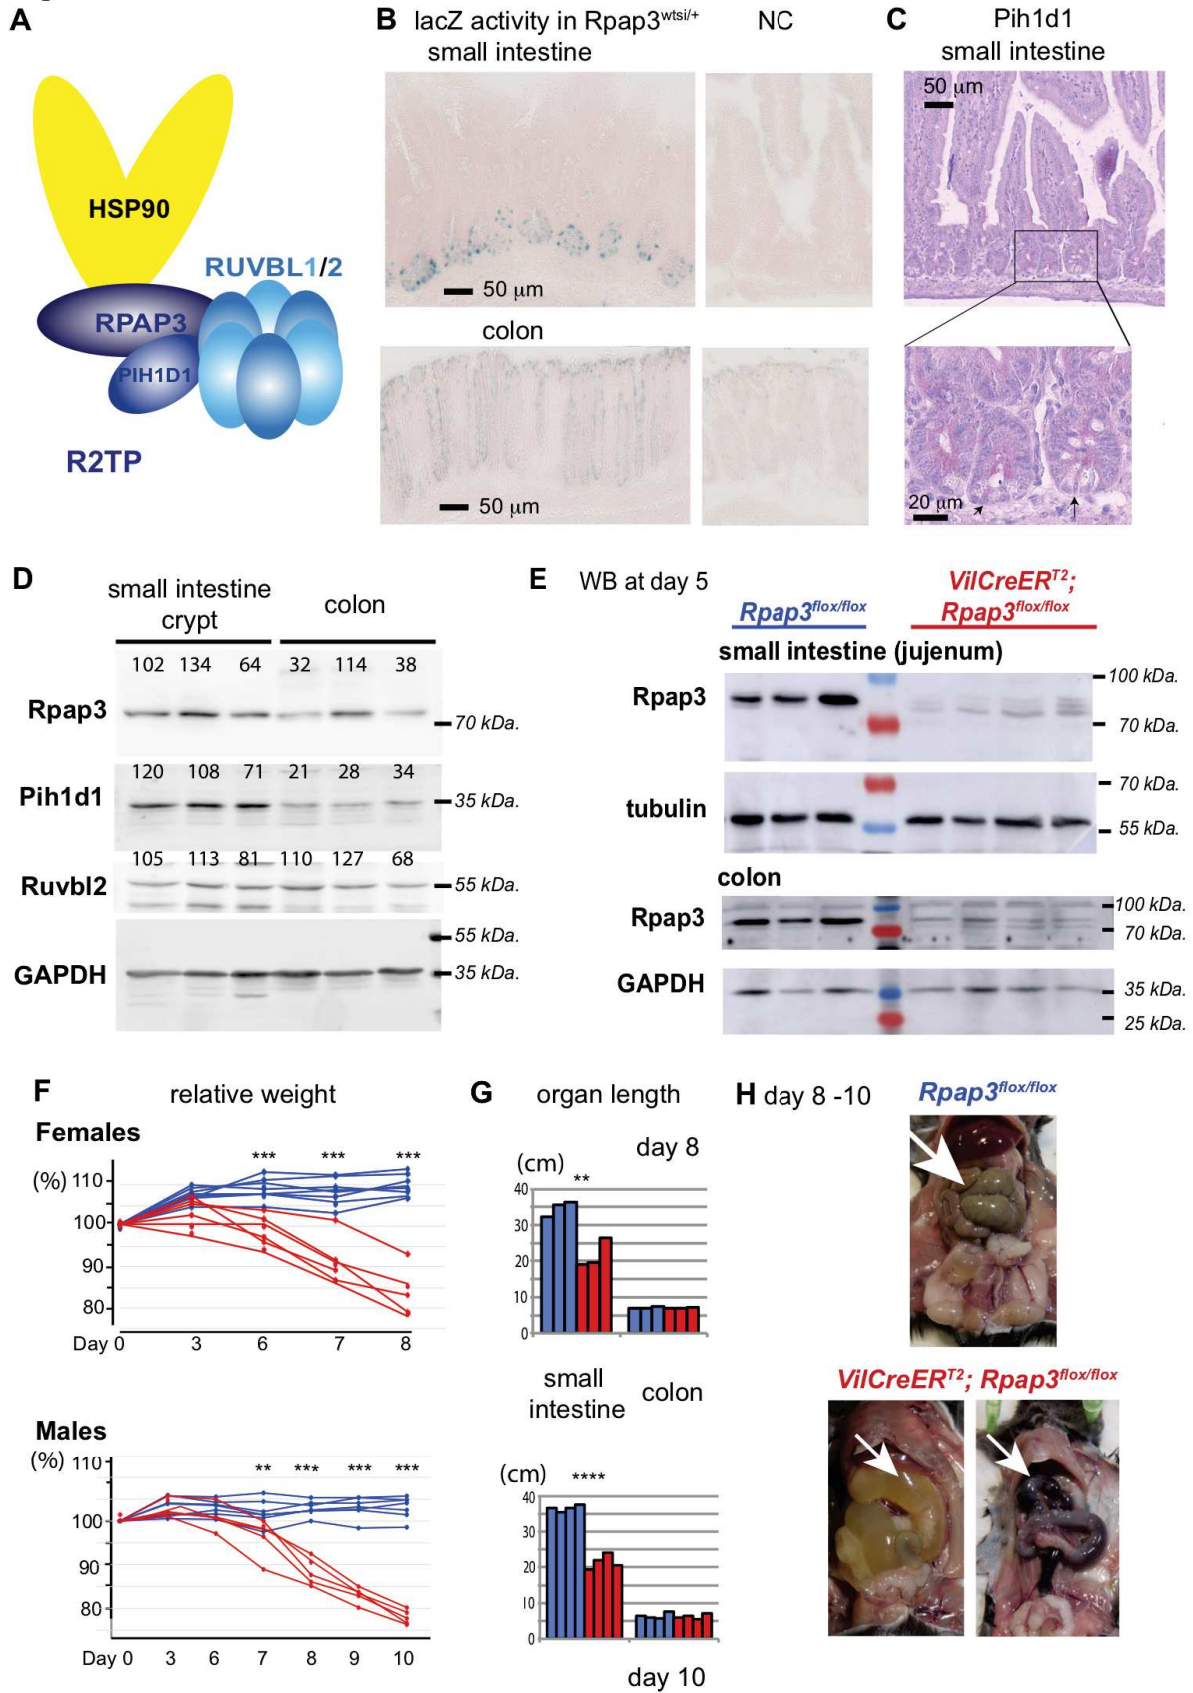 A
HSP90
RUVBL1/2
RPAP3
PIH1D1
R2TP
B lacZ activity in Rpap3wtsi/+ NC
small intestine
50 μm
colon
50 μm
C Pih1d1
small intestine
50 μm
20 μm
D
small intestine
crypt
colon
102 134 64 32 114 38
Rpap3
70 kDa.
120 108 71 21 28 34
Pih1d1
35 kDa.
105 113 81 110 127 68
Ruvbl2
55 kDa.
55 kDa.
GAPDH
35 kDa.
E WB at day 5
Rpap3flox/flox
VilCreERT2;
Rpap3flox/flox
small intestine (jujenum)
100 kDa.
Rpap3
70 kDa.
70 kDa.
tubulin
55 kDa.
colon
100 kDa.
Rpap3
70 kDa.
GAPDH
35 kDa.
25 kDa.
F relative weight
Females
(%)
*** *** ***
110
100
90
80
Day 0 3 6 7 8
Males
(%)
** *** *** ***
110
100
90
80
Day 0 3 6 7 8 9 10
G organ length
day 8
(cm)
**
40
30
20
10
0
small
intestine
colon
(cm)
****
40
30
20
10
0
day 10
H day 8 -10
Rpap3flox/flox
VilCreERT2; Rpap3flox/flox